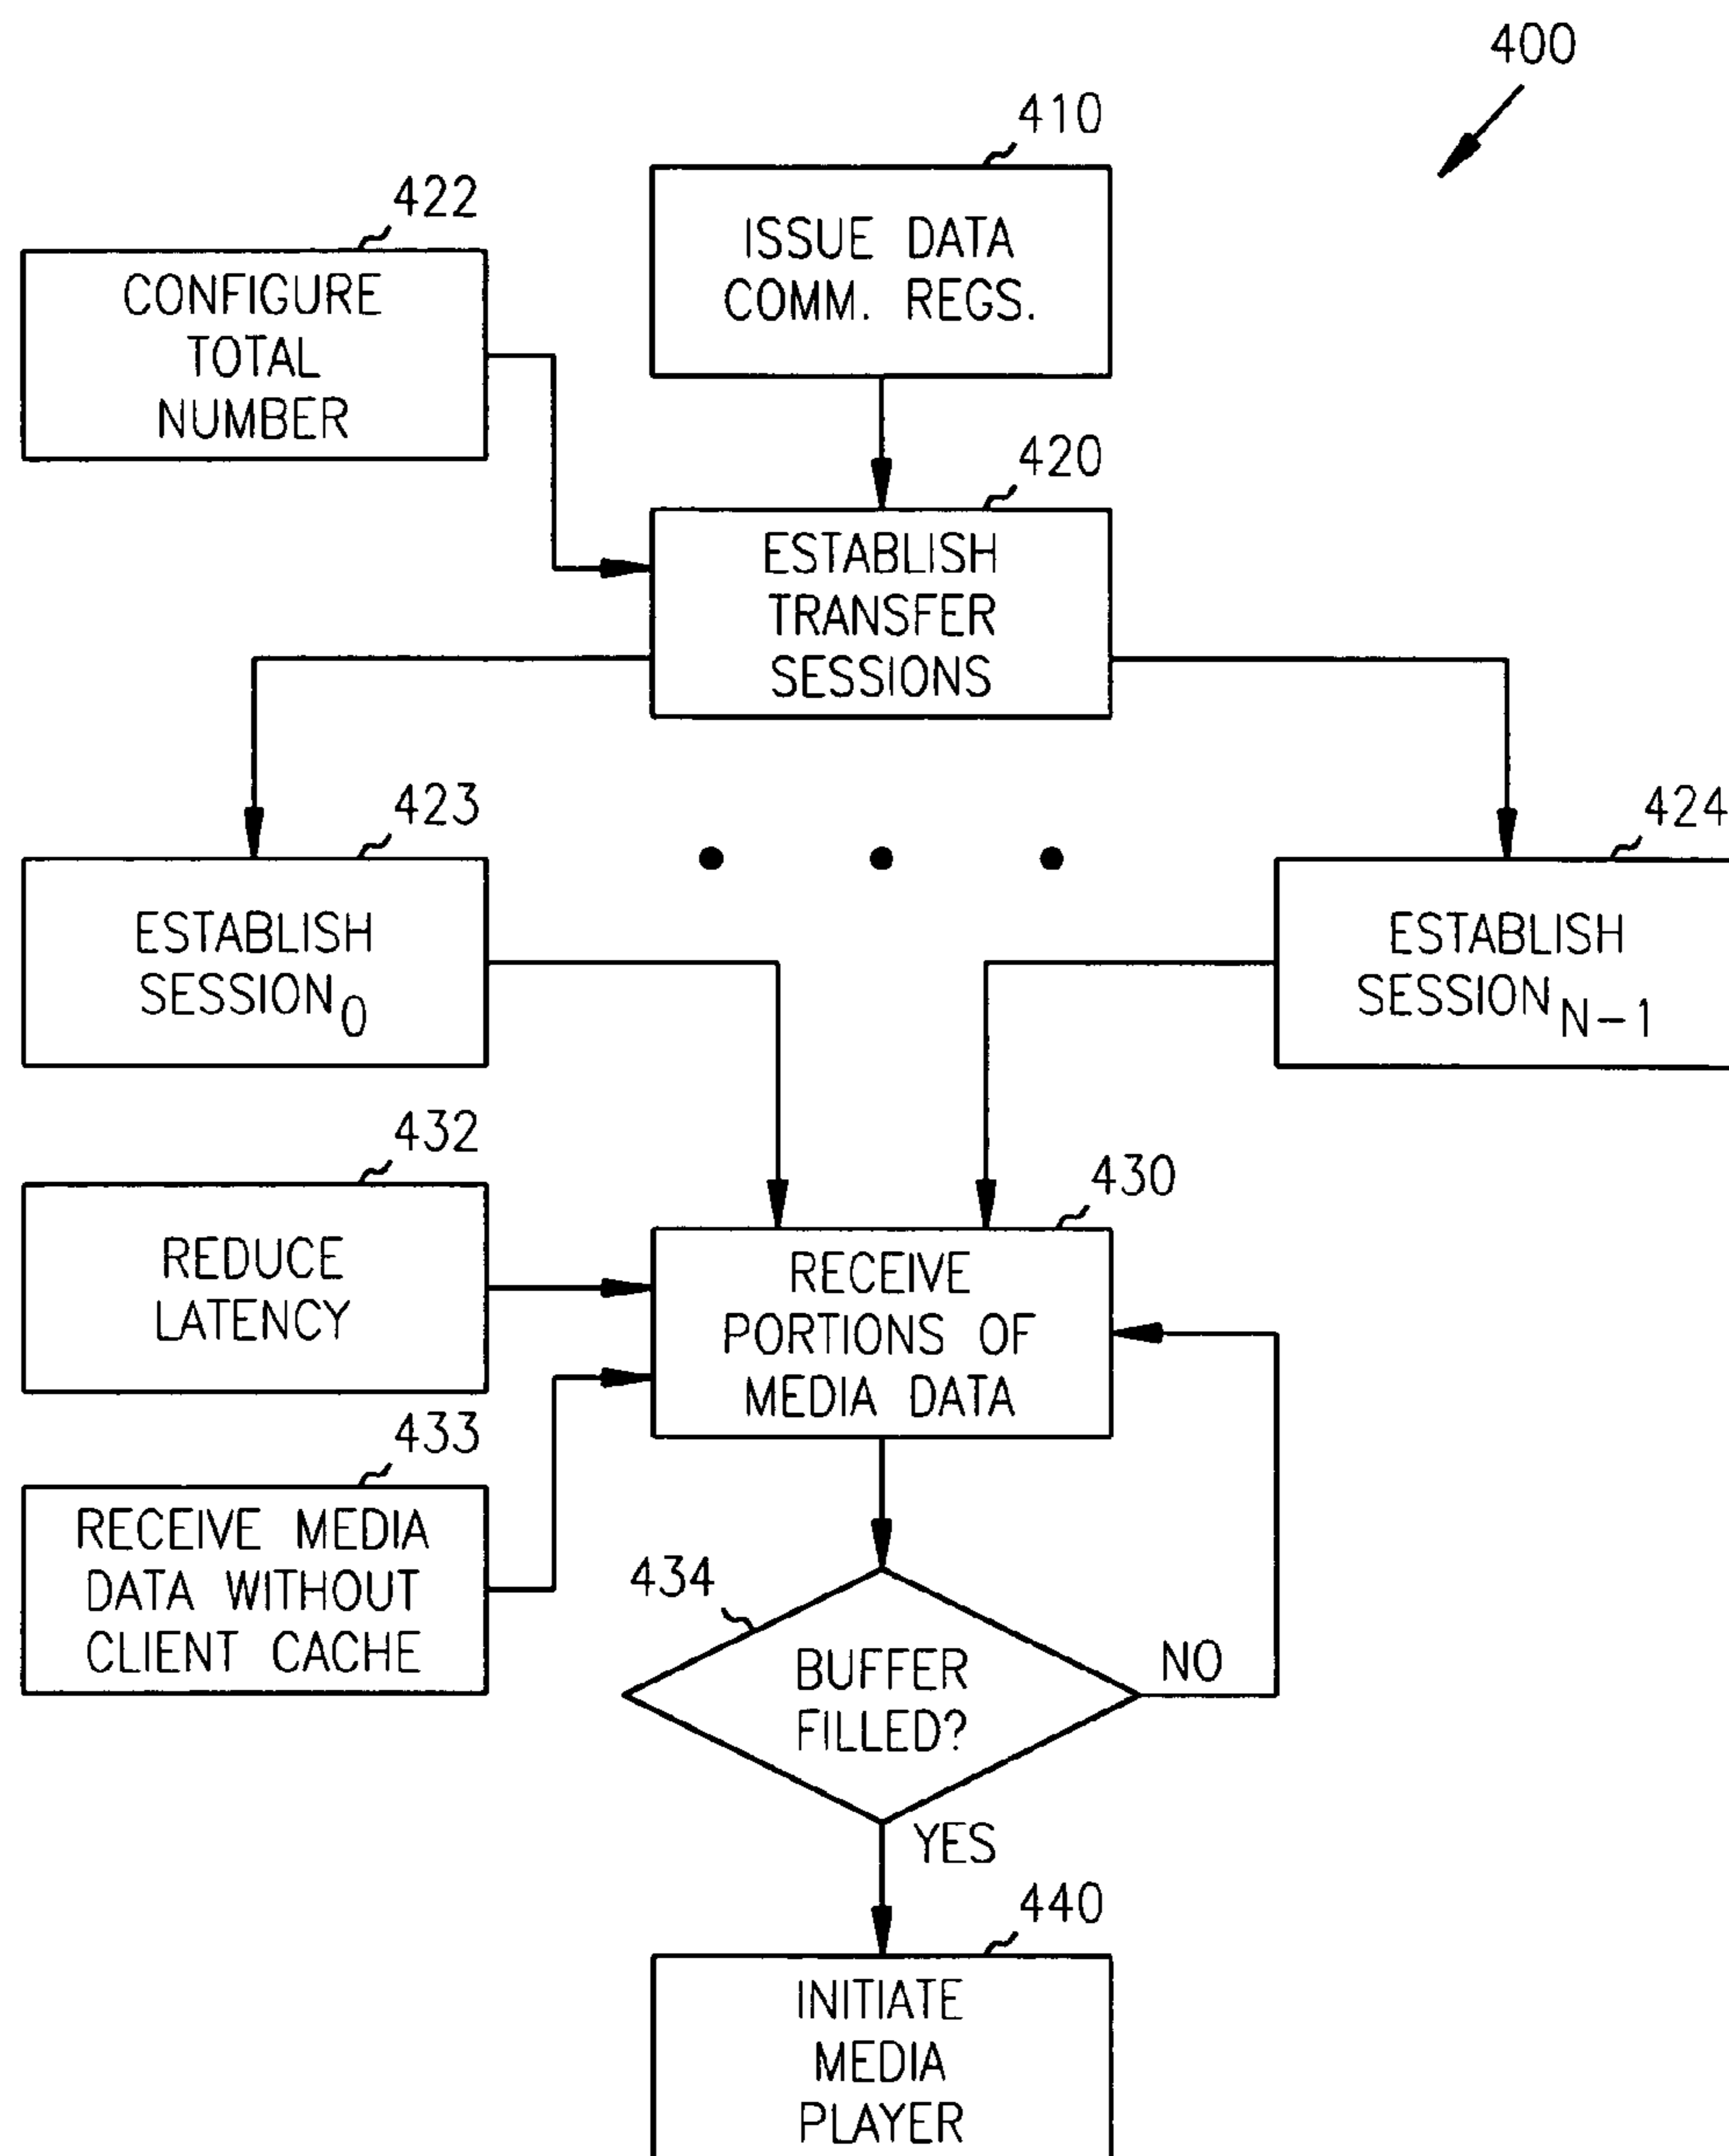 400
410
ISSUE DATA
COMM. REGS.
422
CONFIGURE
TOTAL
NUMBER
420
ESTABLISH
TRANSFER
SESSIONS
423
ESTABLISH
SESSION0
424
ESTABLISH
SESSIONN-1
432
REDUCE
LATENCY
430
RECEIVE
PORTIONS OF
MEDIA DATA
433
RECEIVE MEDIA
DATA WITHOUT
CLIENT CACHE
434
BUFFER
FILLED?
NO
YES
440
INITIATE
MEDIA
PLAYER